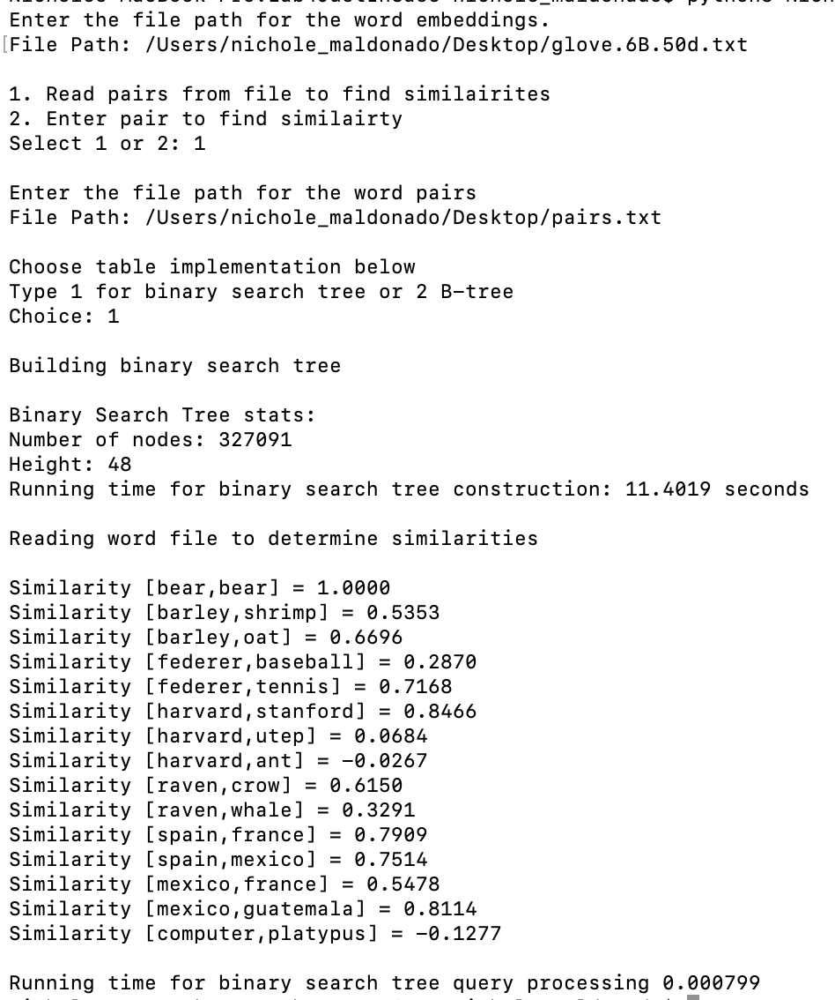 Enter the file path for the word embeddings.
[File Path: /Users/nichole_maldonado/Desktop/glove.6B.50d.txt
1. Read pairs from file to find similairites
2. Enter pair to find similairty
Select 1 or 2: 1
Enter the file path for the word pairs
File Path: /Users/nichole_maldonado/Desktop/pairs.txt
Choose table implementation below
Type 1 for binary search tree or 2 B-tree
Choice: 1
Building binary search tree
Binary Search Tree stats:
Number of nodes: 327091
Height: 48
Running time for binary search tree construction: 11.4019 seconds
Reading word file to determine similarities
Similarity [bear,bear] = 1.0000
Similarity [barley,shrimp] = 0.5353
Similarity [barley,oat] = 0.6696
Similarity [federer,baseball] = 0.2870
Similarity [federer,tennis] = 0.7168
Similarity [harvard,stanford] = 0.8466
Similarity [harvard,utep] = 0.0684
Similarity [harvard,ant] = -0.0267
Similarity [raven,crow] = 0.6150
Similarity [raven,whale] = 0.3291
Similarity [spain,france] = 0.7909
Similarity [spain,mexico] = 0.7514
Similarity [mexico,france] = 0.5478
Similarity [mexico,guatemala] = 0.8114
Similarity [computer,platypus] = -0.1277
Running time for binary search tree query processing 0.000799